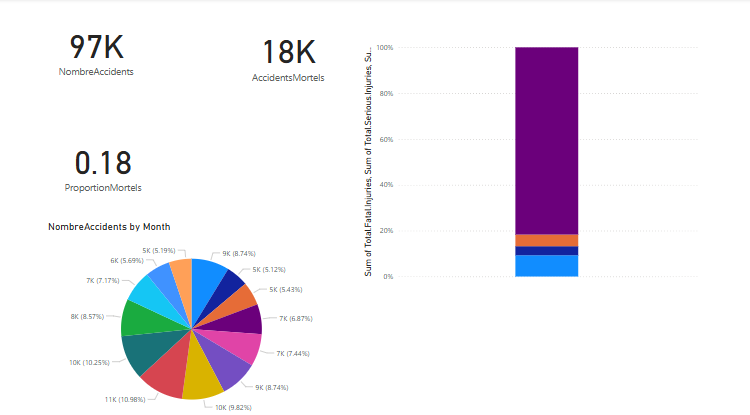 97K
NombreAccidents
18K
AccidentsMortels
0.18
ProportionMortels
NombreAccidents by Month
9K (8.74%)
5K (5.12%)
5K (5.43%)
7K (6.87%)
7K (7.44%)
9K (8.74%)
10K (9.82%)
11K (10.98%)
10K (10.25%)
8K (8.57%)
7K (7.17%)
6K (5.69%)
5K (5.19%)
Sum of Total.Fatal.Injuries, Sum of Total.Serious.Injuries, Su...
100%
80%
60%
40%
20%
0%